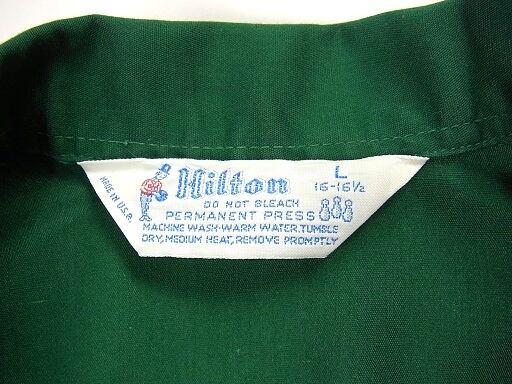 MADE IN U.S.A.
Hilton
L
16-16½
DO NOT BLEACH
PERMANENT PRESS
MACHINE WASH-WARM WATER, TUMBLE
DRY, MEDIUM HEAT, REMOVE PROMPTLY